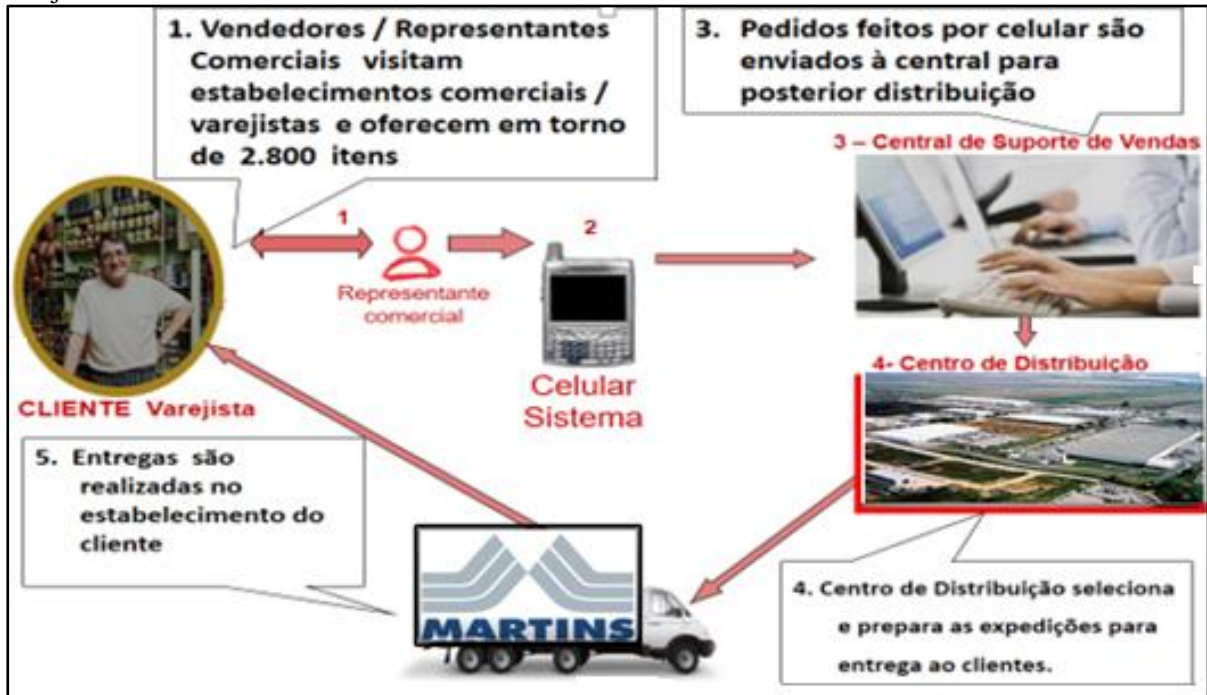 1. Vendedores / Representantes
Comerciais visitam
estabelecimentos comerciais /
varejistas e oferecem em torno
de 2.800 itens
3. Pedidos feitos por celular são
enviados à central para
posterior distribuição
3 – Central de Suporte de Vendas
1
2
Representante
comercial
Celular
Sistema
CLIENTE Varejista
4- Centro de Distribuição
5. Entregas são
realizadas no
estabelecimento do
cliente
MARTINS
4. Centro de Distribuição seleciona
e prepara as expedições para
entrega ao clientes.